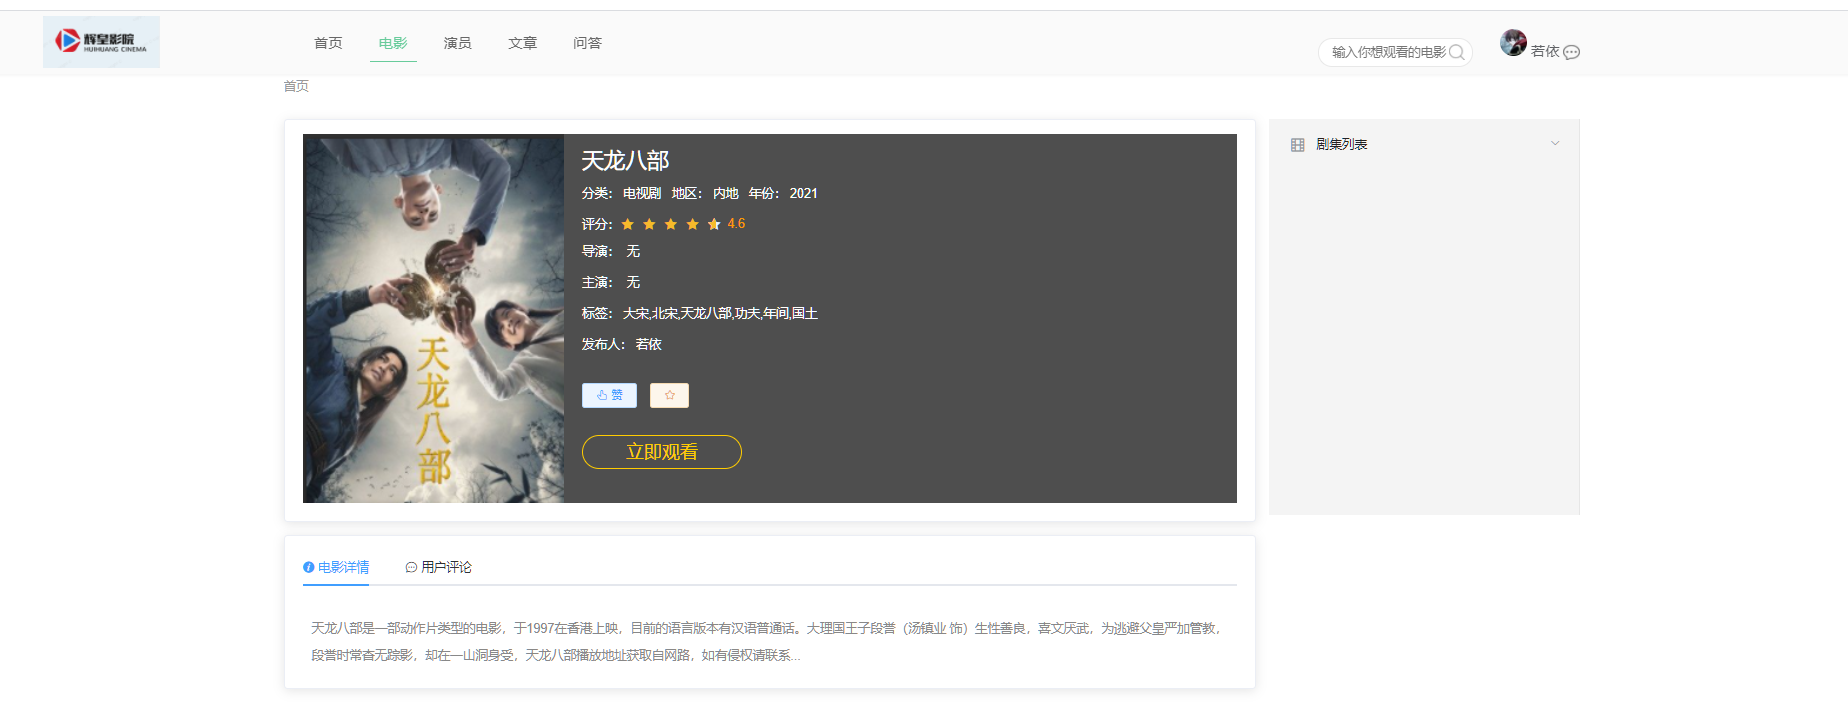 辉皇影院
HUIHUANG CINEMA
首页 电影 演员 文章 问答
输入你想观看的电影
若依
首页
天龙八部
天龙八部
分类： 电视剧 地区： 内地 年份： 2021
评分： 4.6
导演： 无
主演： 无
标签： 大宋,北宋,天龙八部,功夫,年间,国土
发布人： 若依
赞
立即观看
剧集列表
电影详情 用户评论
天龙八部是一部动作片类型的电影，于1997在香港上映，目前的语言版本有汉语普通话。大理国王子段誉（汤镇业 饰）生性善良，喜文厌武，为逃避父皇严加管教，
段誉时常杳无踪影，却在一山洞身受，天龙八部播放地址获取自网路，如有侵权请联系...